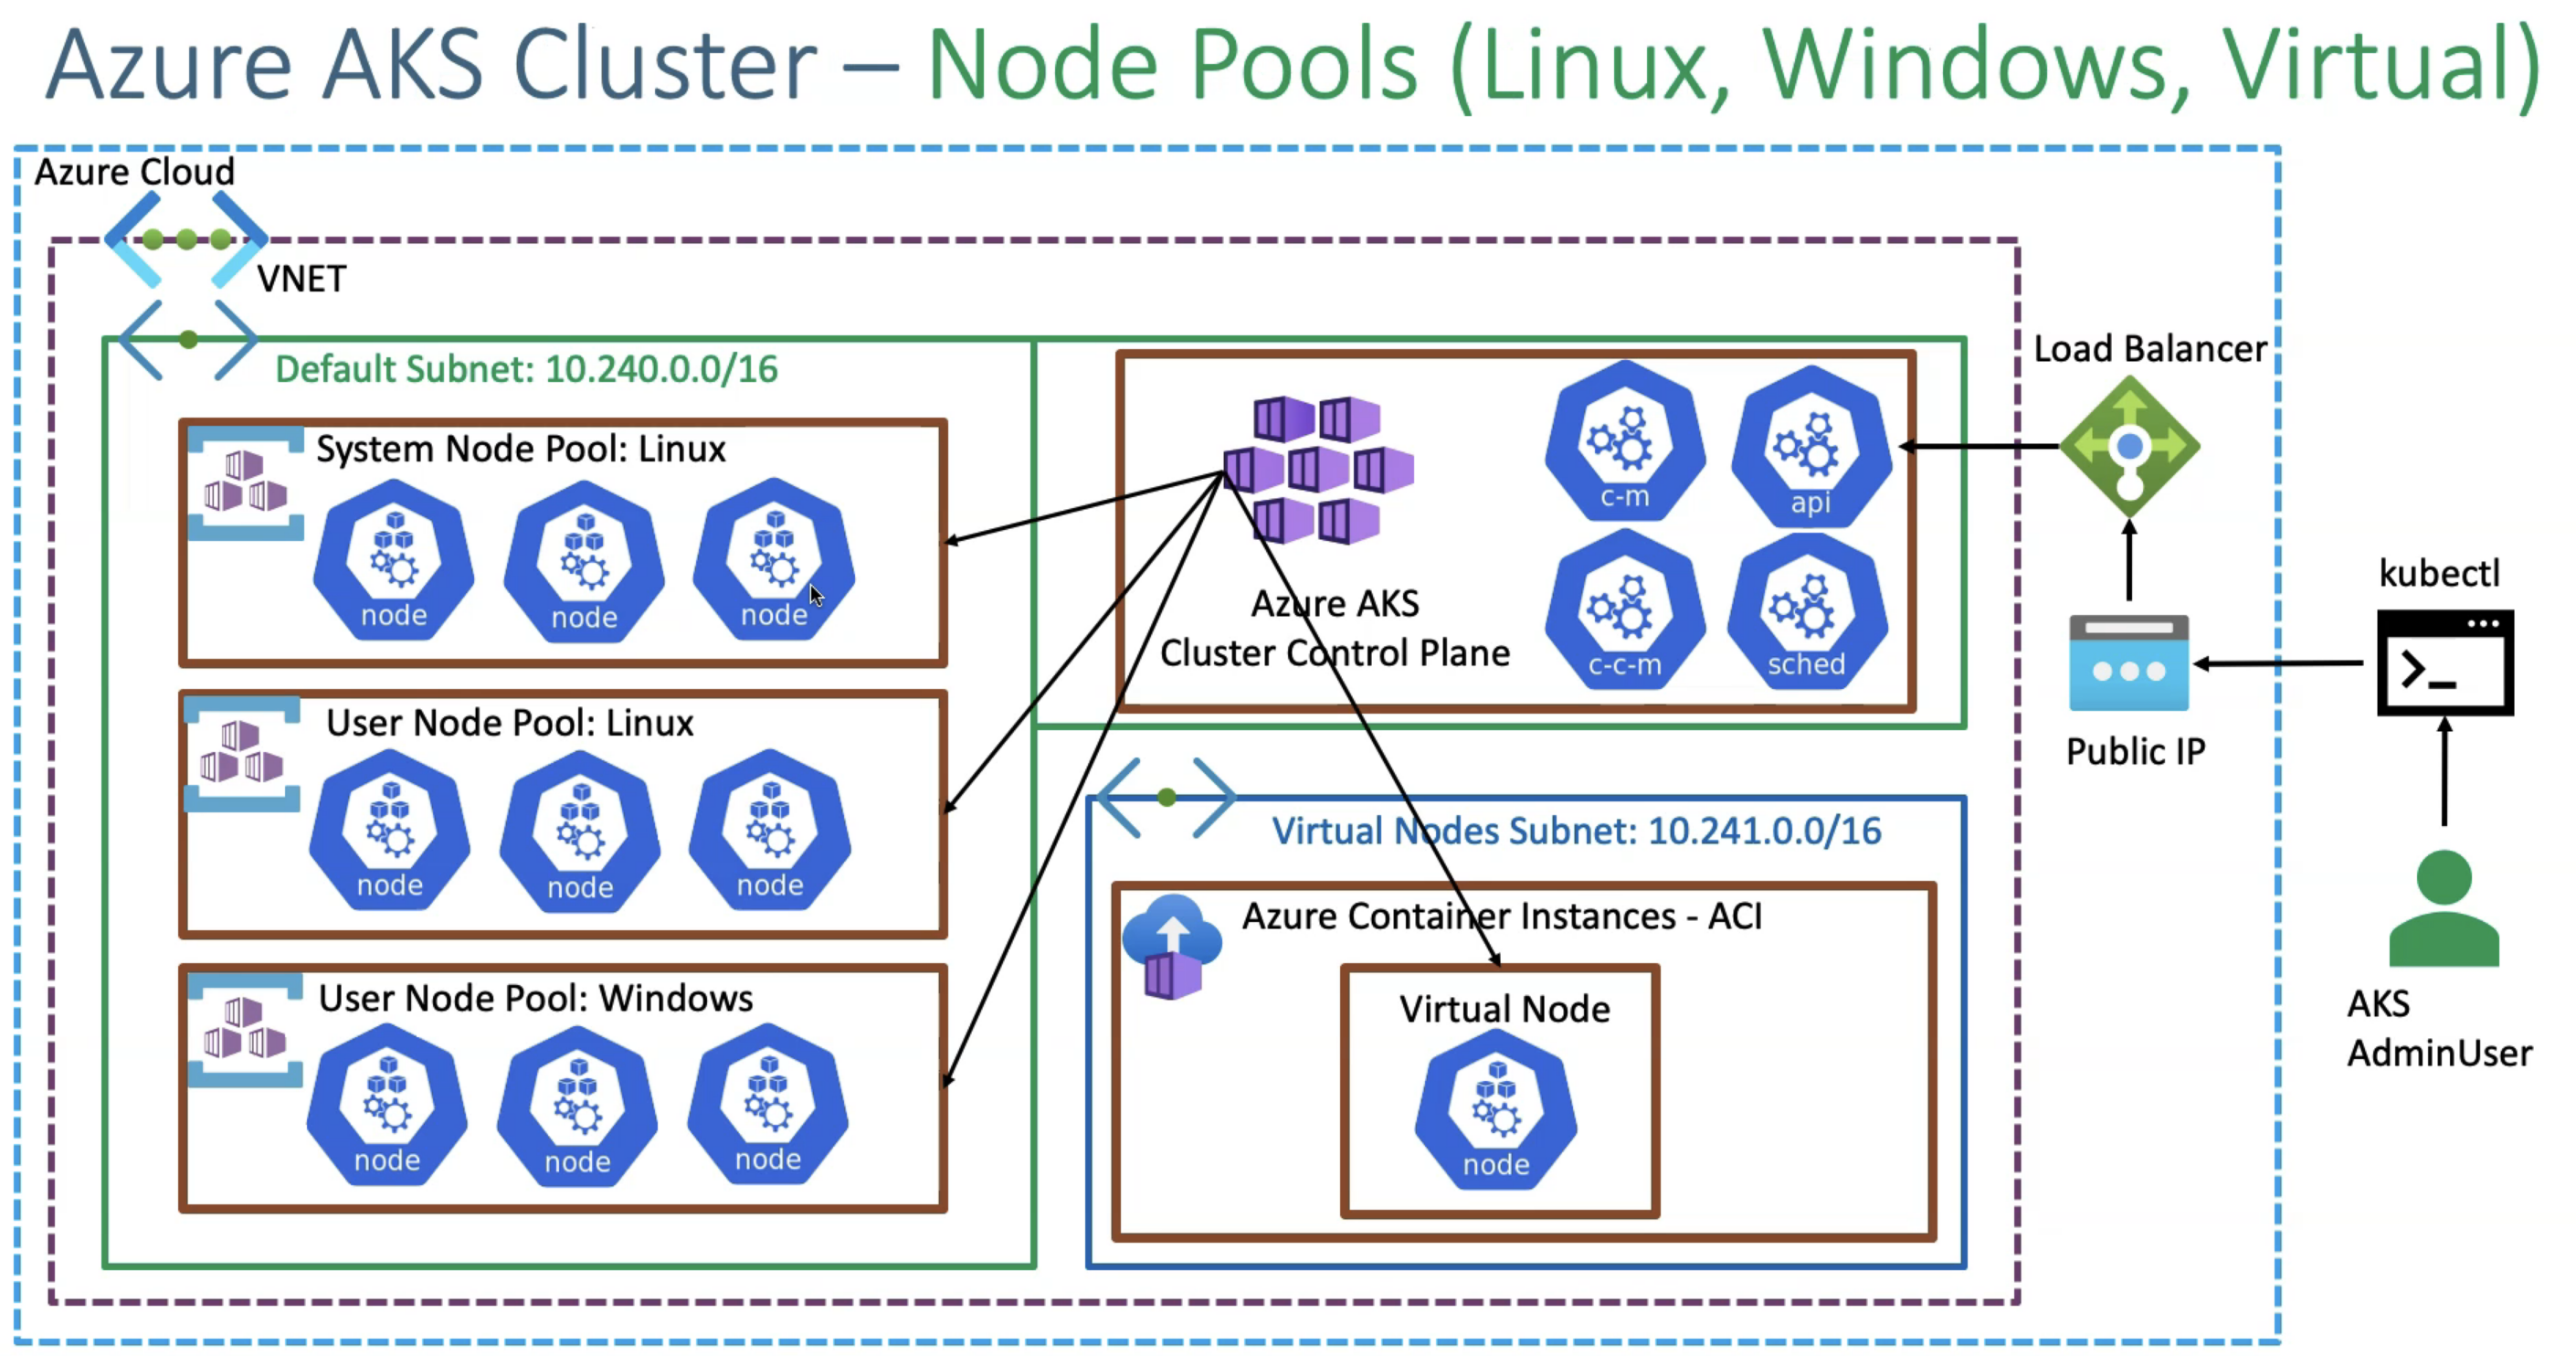 Azure AKS Cluster – Node Pools (Linux, Windows, Virtual)
Azure Cloud
VNET
Default Subnet: 10.240.0.0/16
System Node Pool: Linux
node
node
node
User Node Pool: Linux
node
node
node
User Node Pool: Windows
node
node
node
Azure AKS
Cluster Control Plane
c-m
api
c-c-m
sched
Virtual Nodes Subnet: 10.241.0.0/16
Azure Container Instances - ACI
Virtual Node
node
Load Balancer
Public IP
kubectl
AKS
AdminUser